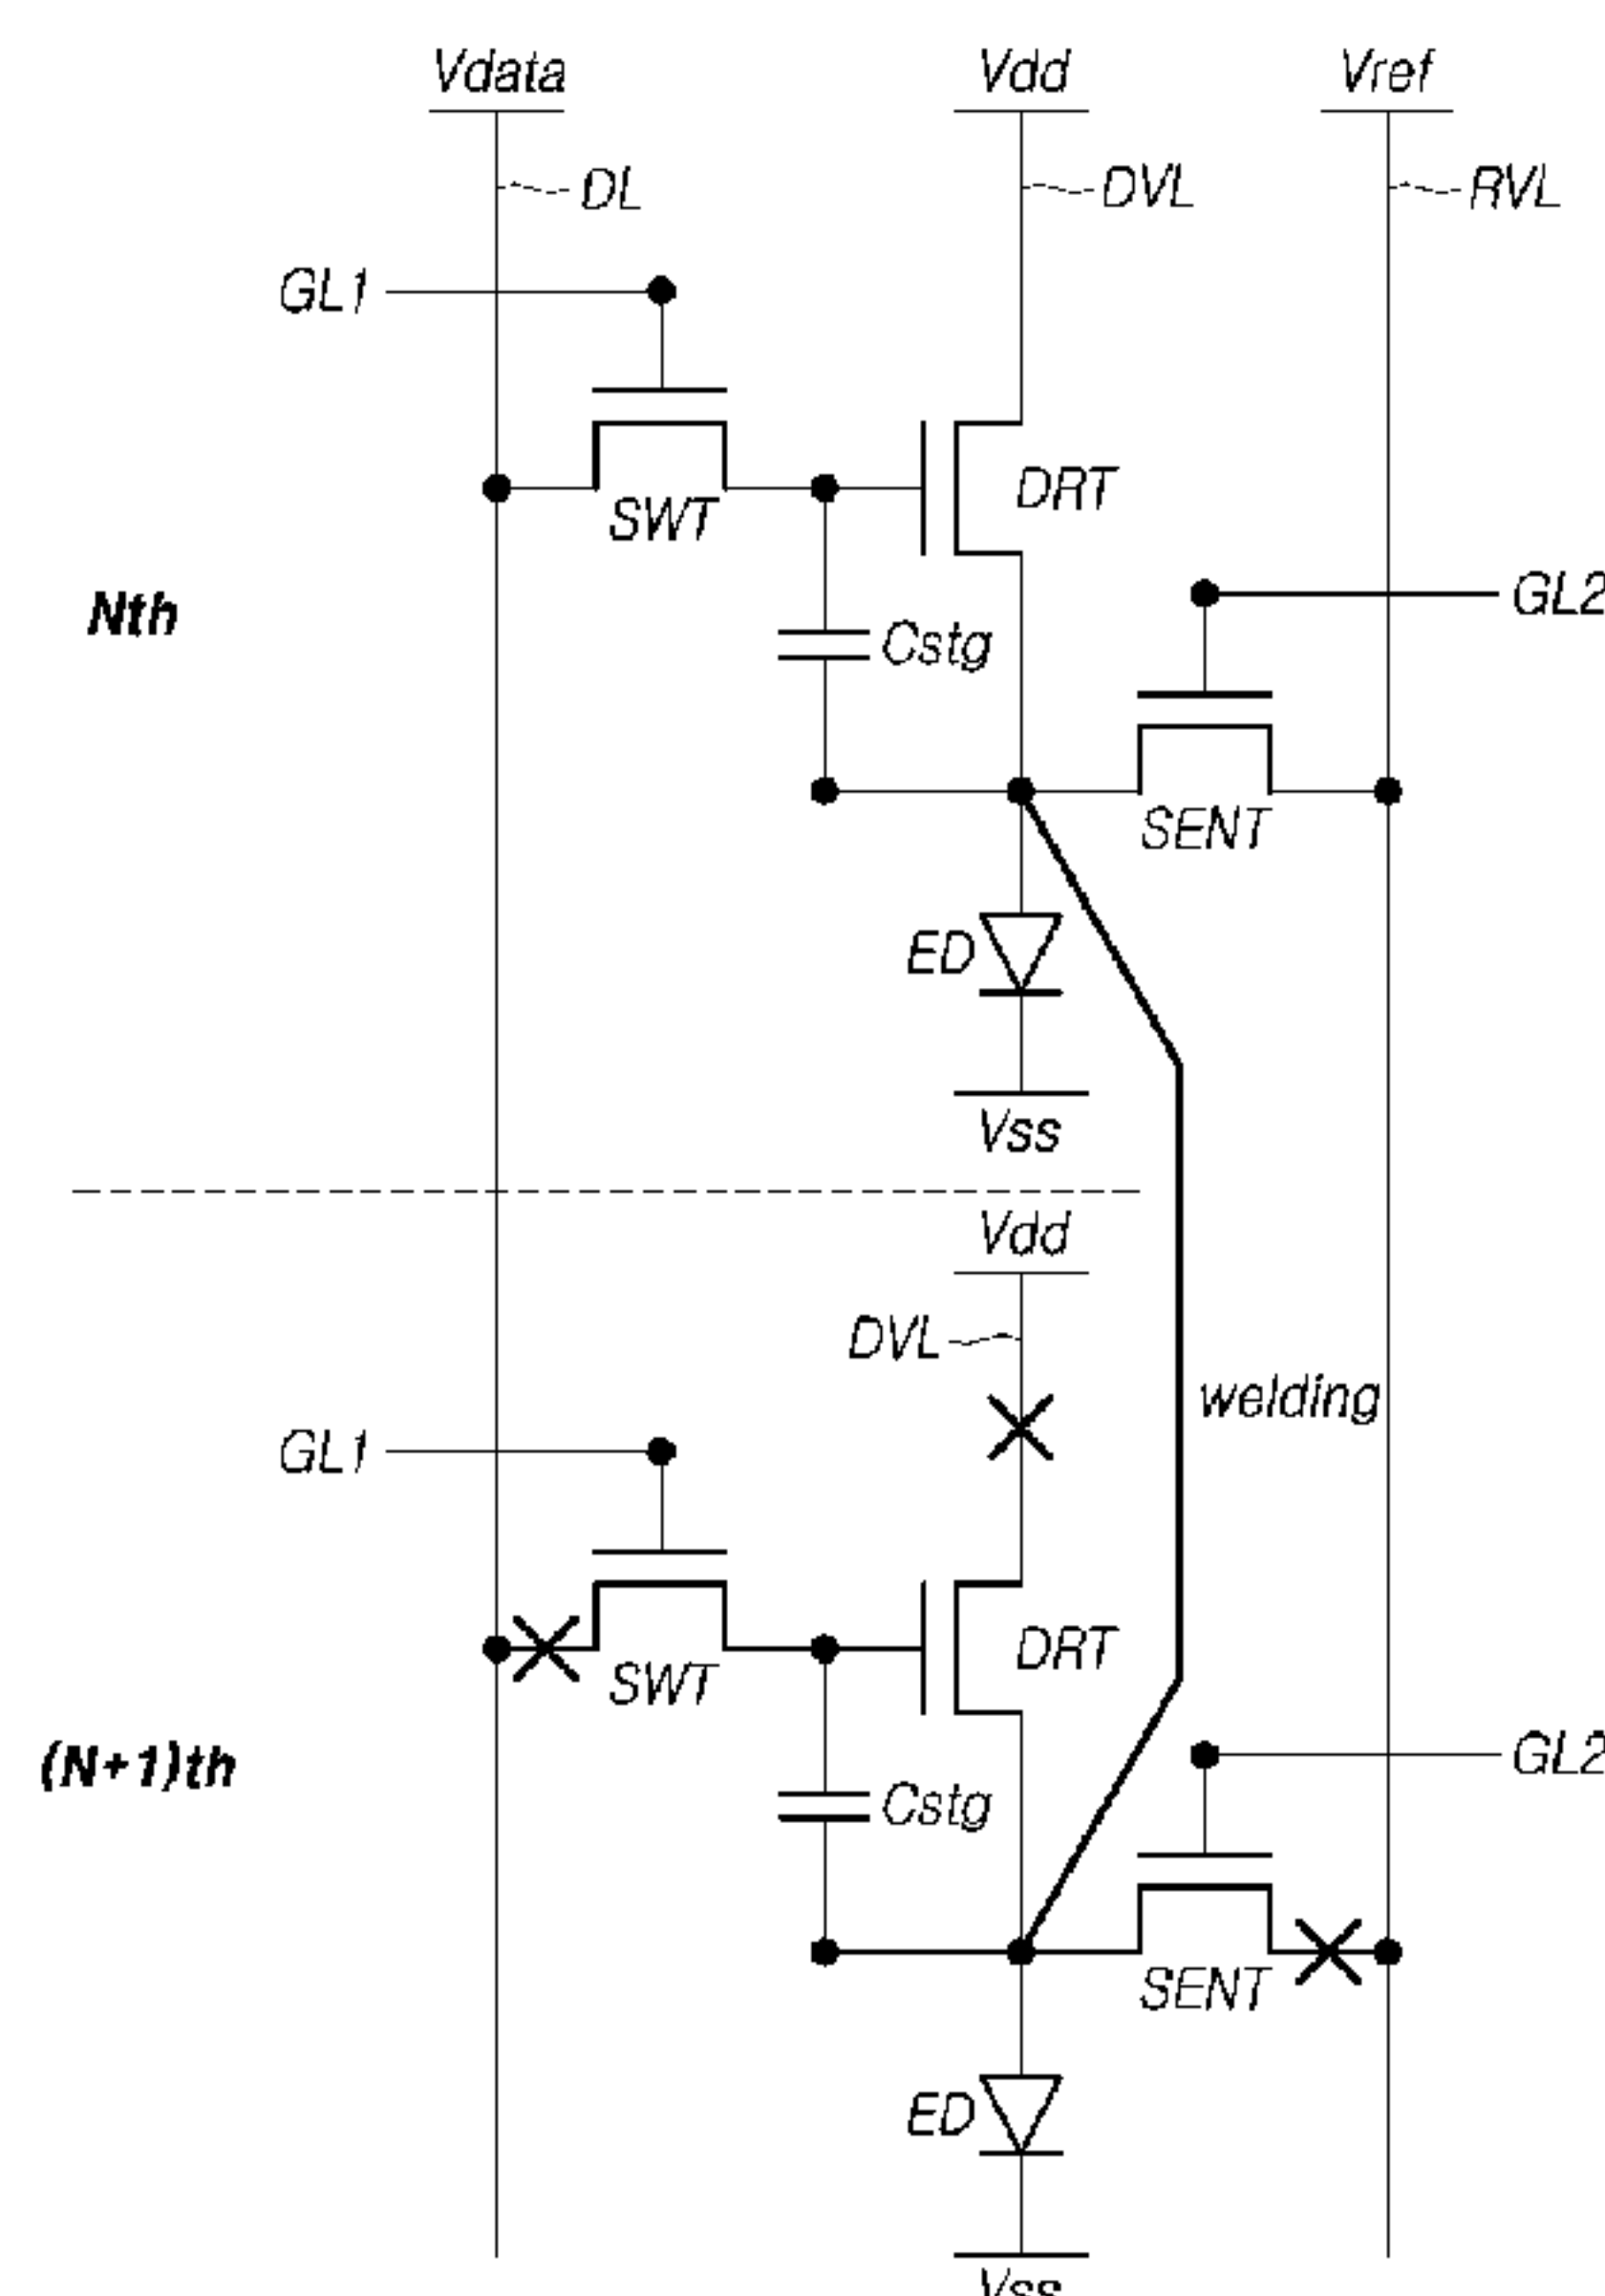 Vdata
Vdd
Vref
DL
DVL
RVL
GL1
SWT
DRT
Nth
GL2
Cstg
SENT
ED
Vss
Vdd
DVL
welding
GL1
SWT
DRT
(N+1)th
GL2
Cstg
SENT
ED
Vss